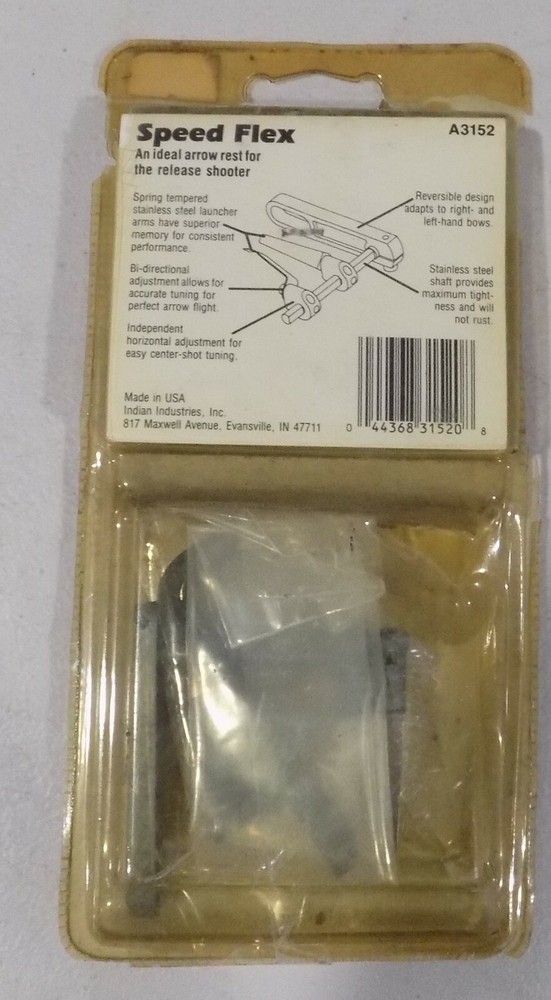 Speed Flex
A3152
An ideal arrow rest for
the release shooter
Spring tempered
stainless steel launcher
arms have superior
memory for consistent
performance.
Reversible design
adapts to right- and
left-hand bows.
Bi-directional
adjustment allows for
accurate tuning for
perfect arrow flight.
Stainless steel
shaft provides
maximum tight-
ness and will
not rust.
Independent
horizontal adjustment for
easy center-shot tuning.
Made in USA
Indian Industries, Inc.
817 Maxwell Avenue, Evansville, IN 47711
0 44368 31520 8